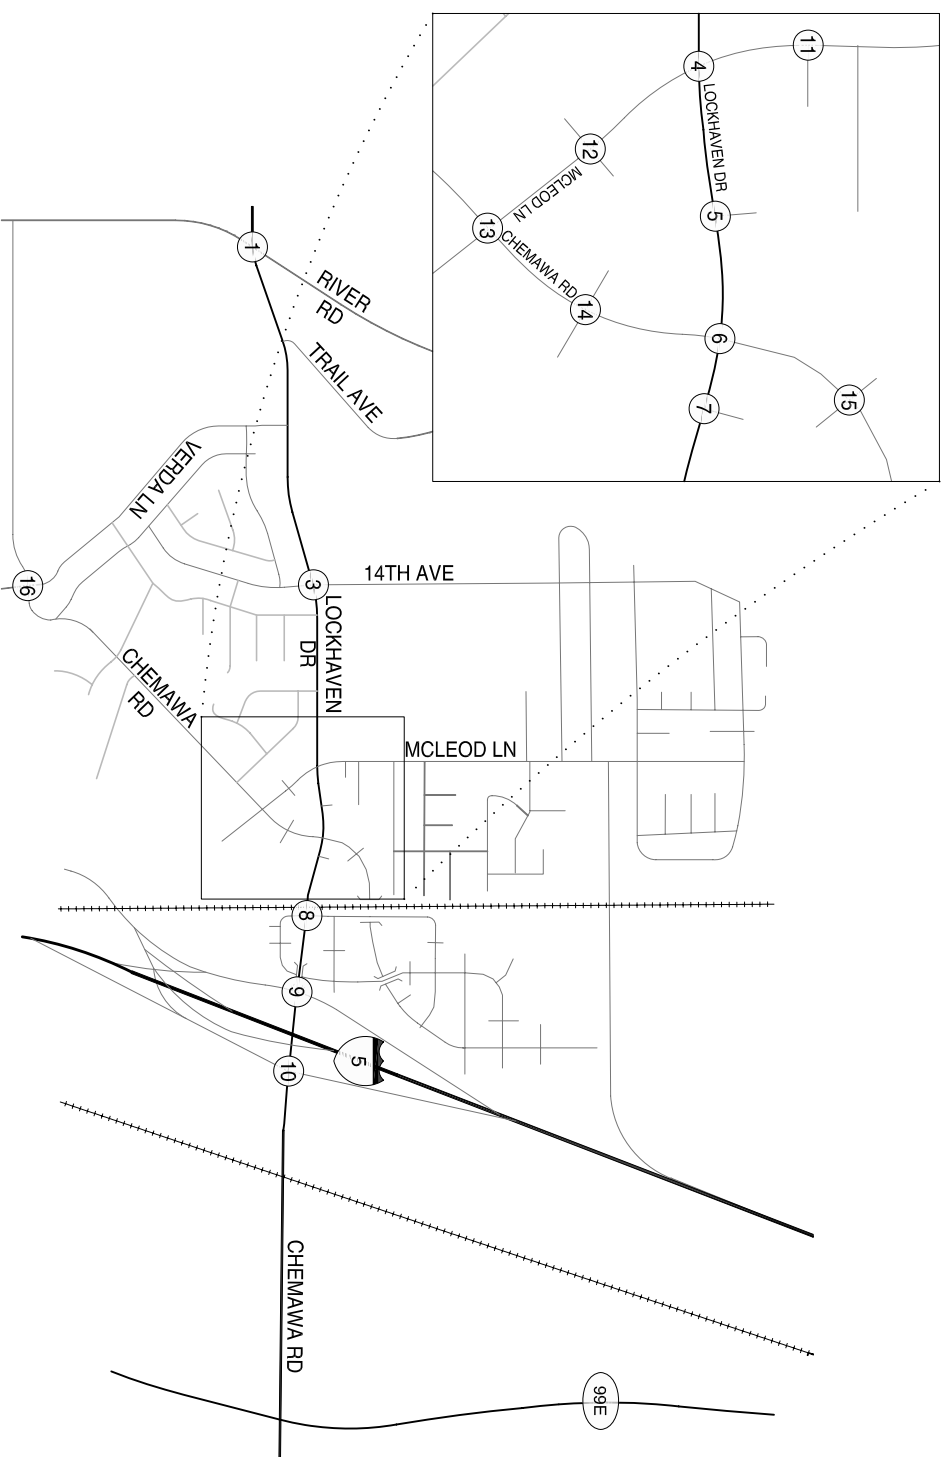 11
4
LOCKHAVEN DR
12
MCLEOD LN
5
13
CHEMAWA RD
14
6
15
7
1
RIVER
RD
TRAIL AVE
VERDA LN
16
3
14TH AVE
LOCKHAVEN
DR
CHEMAWA
RD
MCLEOD LN
8
9
5
10
CHEMAWA RD
99E